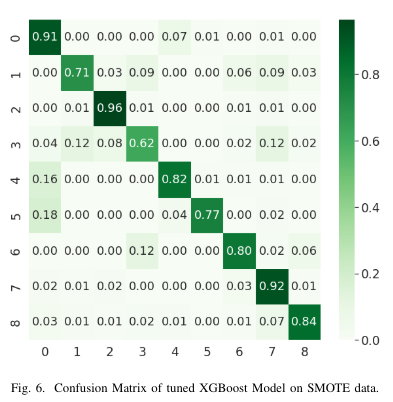 0 0.91 0.00 0.00 0.00 0.07 0.01 0.00 0.01 0.00
1 0.00 0.71 0.03 0.09 0.00 0.00 0.06 0.09 0.03
2 0.00 0.01 0.96 0.01 0.00 0.00 0.01 0.01 0.00
3 0.04 0.12 0.08 0.62 0.00 0.00 0.02 0.12 0.02
4 0.16 0.00 0.00 0.00 0.82 0.01 0.01 0.01 0.00
5 0.18 0.00 0.00 0.00 0.04 0.77 0.00 0.02 0.00
6 0.00 0.00 0.00 0.12 0.00 0.00 0.80 0.02 0.06
7 0.02 0.01 0.02 0.00 0.00 0.00 0.03 0.92 0.01
8 0.03 0.01 0.01 0.02 0.01 0.00 0.01 0.07 0.84
0 1 2 3 4 5 6 7 8
0.8
0.6
0.4
0.2
0.0
Fig. 6. Confusion Matrix of tuned XGBoost Model on SMOTE data.